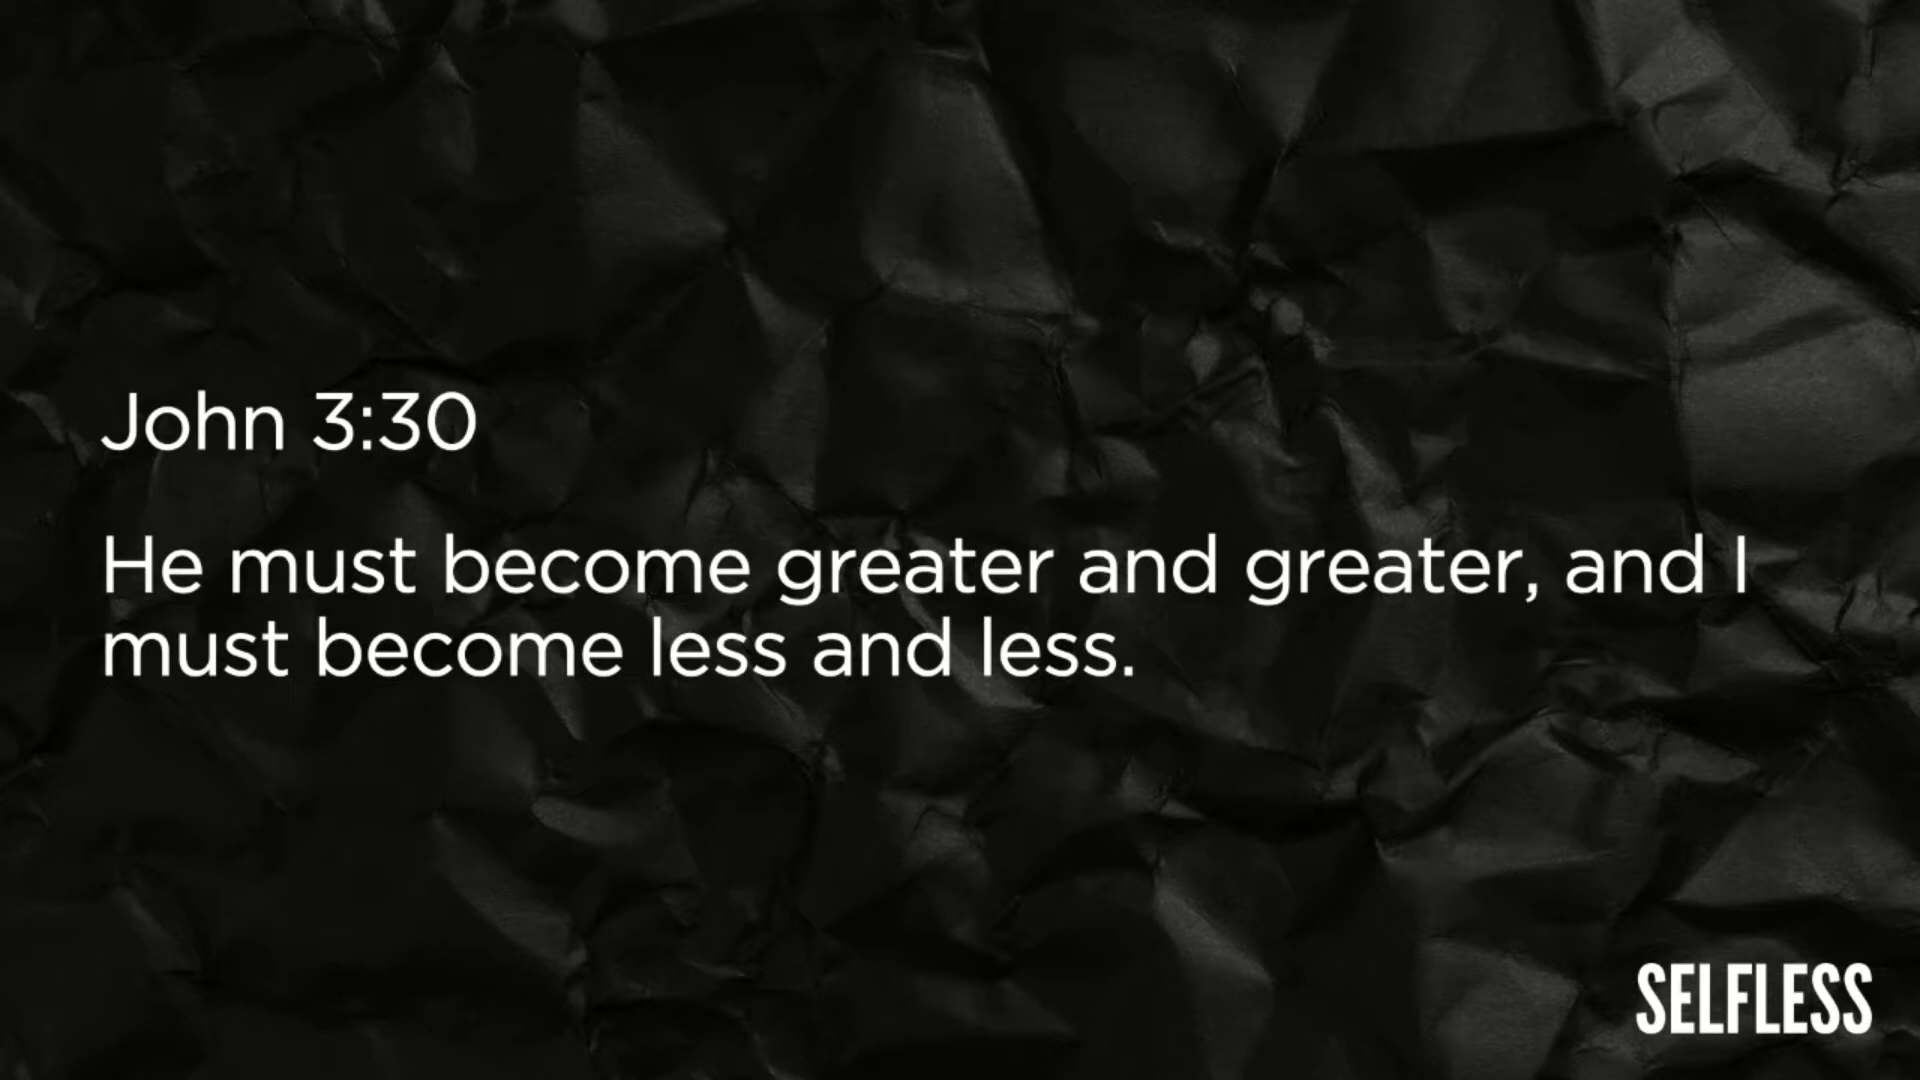 John 3:30
He must become greater and greater, and I
must become less and less.
SELFLESS